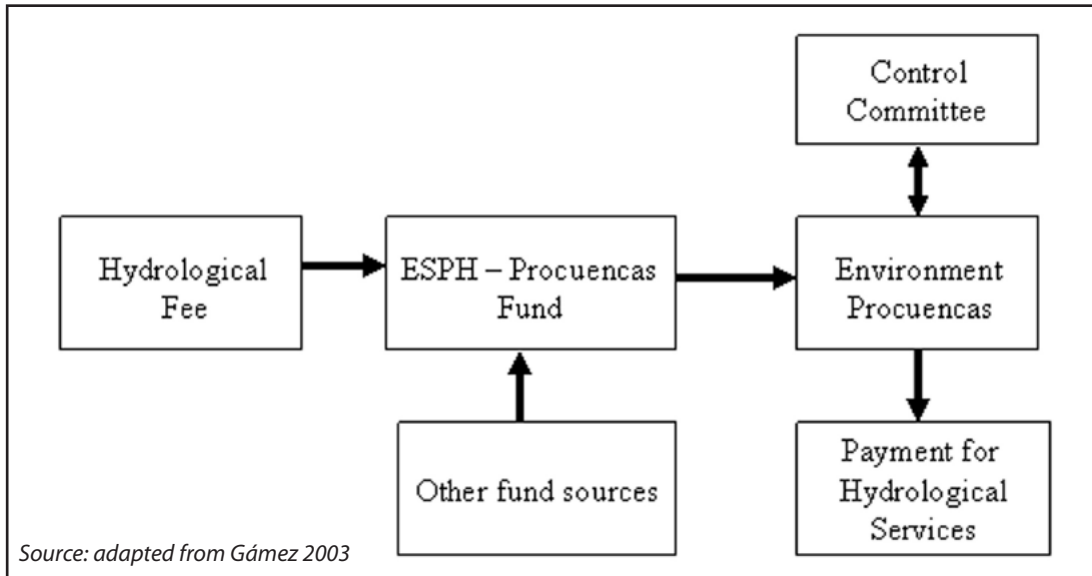 Control
Committee
Hydrological
Fee
ESPH – Procuencas
Fund
Environment
Procuencas
Other fund sources
Payment for
Hydrological
Services
Source: adapted from Gámez 2003